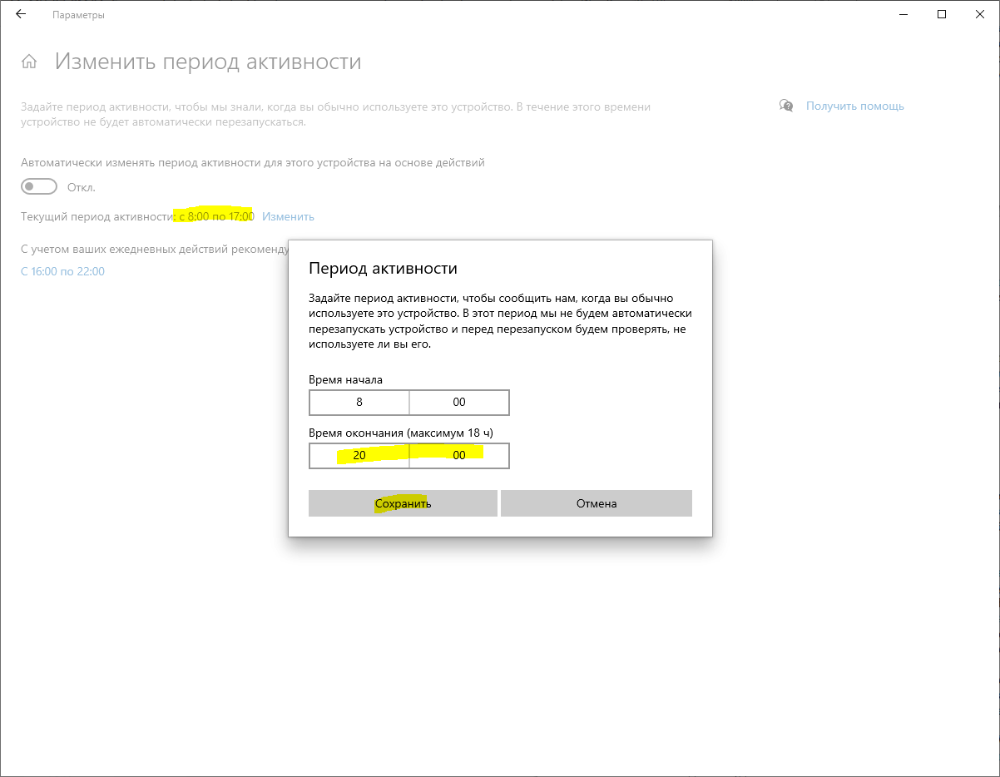 Параметры
Изменить период активности
Задайте период активности, чтобы мы знали, когда вы обычно используете это устройство. В течение этого времени
устройство не будет автоматически перезапускаться.
Получить помощь
Автоматически изменять период активности для этого устройства на основе действий
Откл.
Текущий период активности: с 8:00 по 17:00 Изменить
С учетом ваших ежедневных действий
С 16:00 по 22:00
Период активности
Задайте период активности, чтобы сообщить нам, когда вы обычно
используете это устройство. В этот период мы не будем автоматически
перезапускать устройство и перед перезапуском будем проверять, не
используете ли вы его.
Время начала
8 00
Время окончания (максимум 18 ч)
20 00
Сохранить Отмена